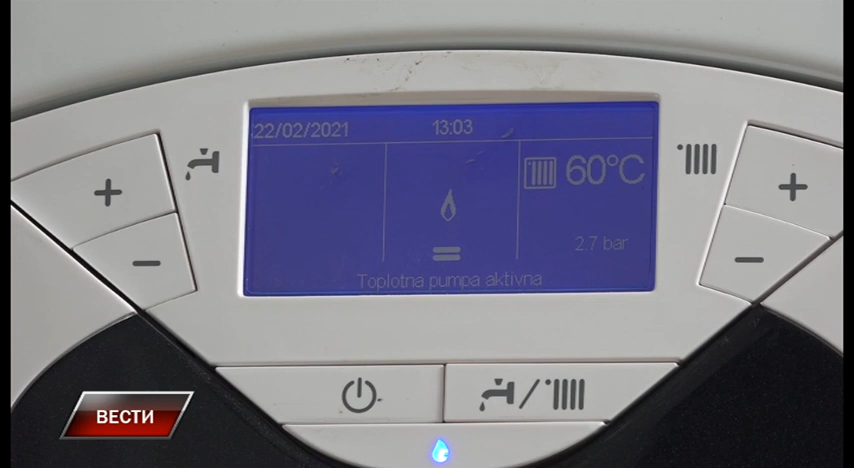 22/02/2021 13:03
60°C
2.7 bar
Toplotna pumpa aktivna
ВЕСТИ